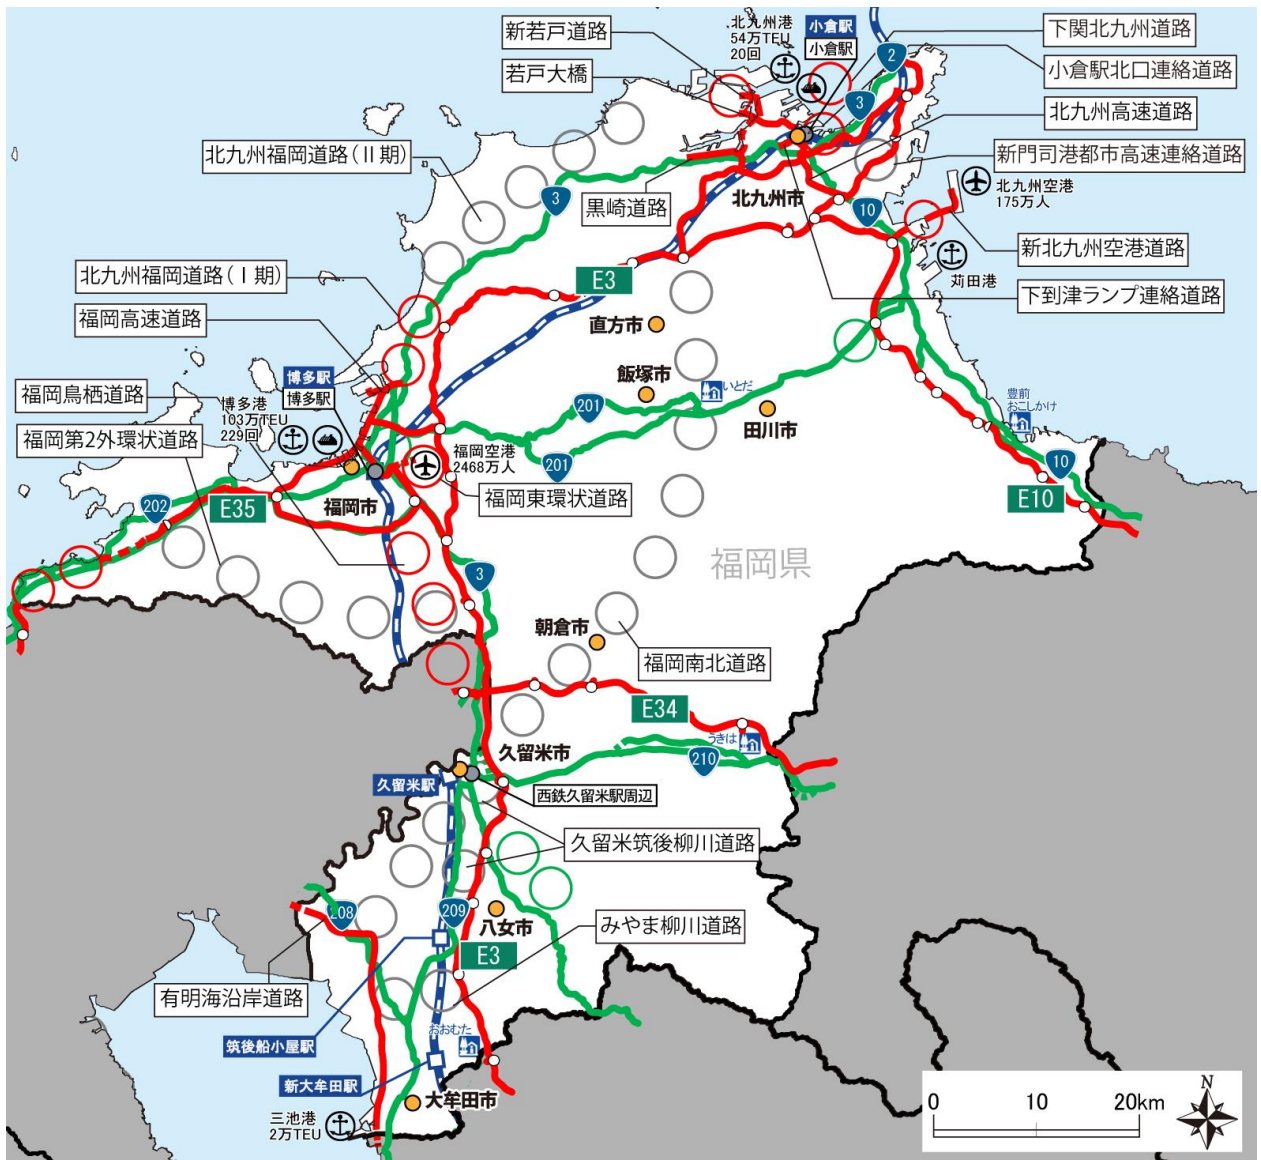 新若戸道路
北九州港
54万TEU
20回
小倉駅
小倉駅
下関北九州道路
若戸大橋
2
小倉駅北口連絡道路
3
北九州高速道路
北九州福岡道路(Ⅱ期)
新門司港都市高速連絡道路
黒崎道路
北九州市
北九州空港
175万人
3
10
新北九州空港道路
北九州福岡道路(Ⅰ期)
E3
苅田港
下到津ランプ連絡道路
福岡高速道路
直方市
博多駅
博多駅
飯塚市
いとだ
福岡鳥栖道路
博多港
103万TEU
229回
201
田川市
豊前
おこしかけ
福岡第2外環状道路
福岡空港
2468万人
201
10
福岡東環状道路
202
E35
福岡市
E10
福岡県
3
朝倉市
福岡南北道路
E34
うきは
久留米市
210
久留米駅
西鉄久留米駅周辺
久留米筑後柳川道路
208
209
八女市
みやま柳川道路
E3
有明海沿岸道路
筑後船小屋駅
おおむた
新大牟田駅
大牟田市
三池港
2万TEU
N
0
10
20km